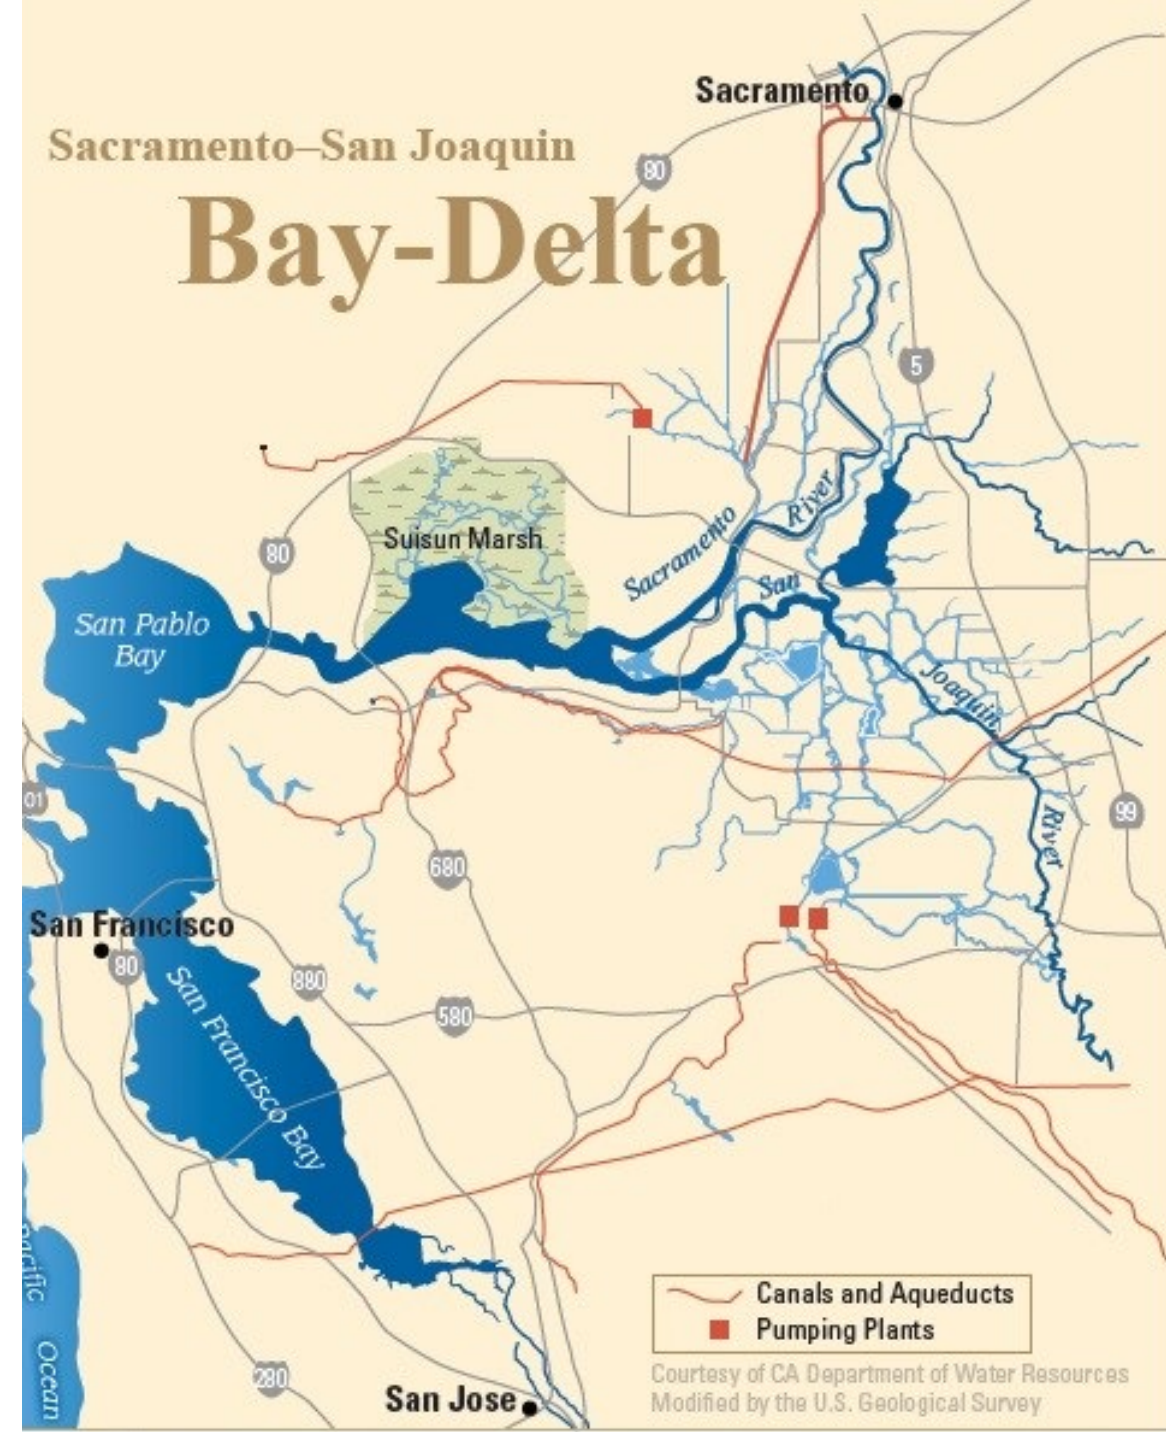 Sacramento
Sacramento–San Joaquin
80
Bay-Delta
5
Suisun Marsh
80
Sacramento
River
San
San Pablo
Bay
Joaquin
01
99
River
680
San Francisco
80
880
San Francisco Bay
580
Pacific
Ocean
280
San Jose
Canals and Aqueducts
Pumping Plants
Courtesy of CA Department of Water Resources
Modified by the U.S. Geological Survey